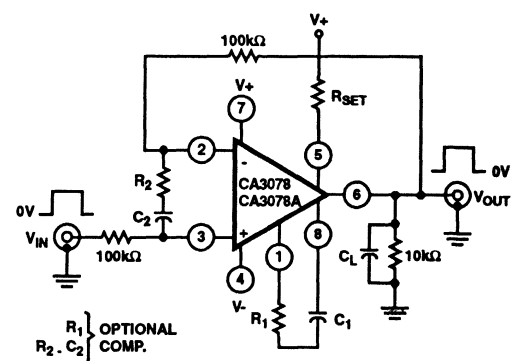 V+
100kΩ
V+
RSET
7
2
5
-
R2
CA3078
CA3078A
6
0V
0V
VOUT
C2
0V
VIN
3
+
8
100kΩ
1
CL
10kΩ
4
V-
R1
C1
R1
R2 - C2
} OPTIONAL
COMP.